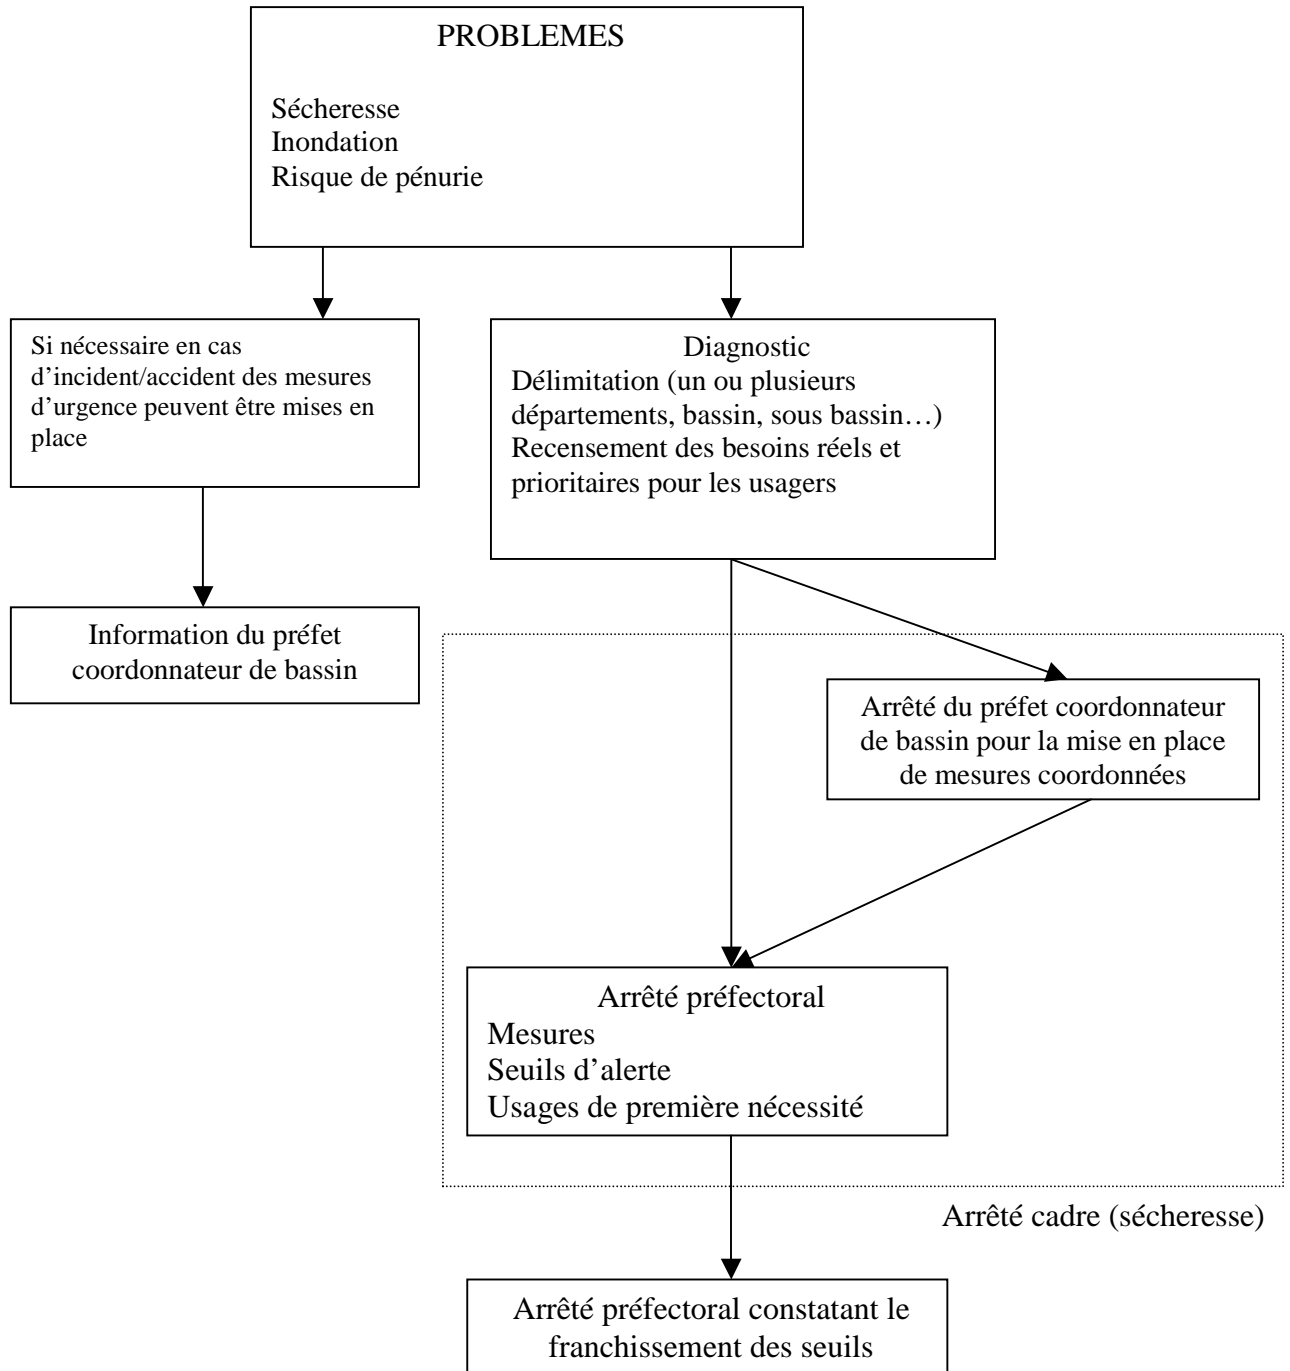 PROBLEMES
Sécheresse
Inondation
Risque de pénurie
Si nécessaire en cas
d’incident/accident des mesures
d’urgence peuvent être mises en
place
Diagnostic
Délimitation (un ou plusieurs
départements, bassin, sous bassin…)
Recensement des besoins réels et
prioritaires pour les usagers
Information du préfet
coordonnateur de bassin
Arrêté du préfet coordonnateur
de bassin pour la mise en place
de mesures coordonnées
Arrêté préfectoral
Mesures
Seuils d’alerte
Usages de première nécessité
Arrêté cadre (sécheresse)
Arrêté préfectoral constatant le
franchissement des seuils